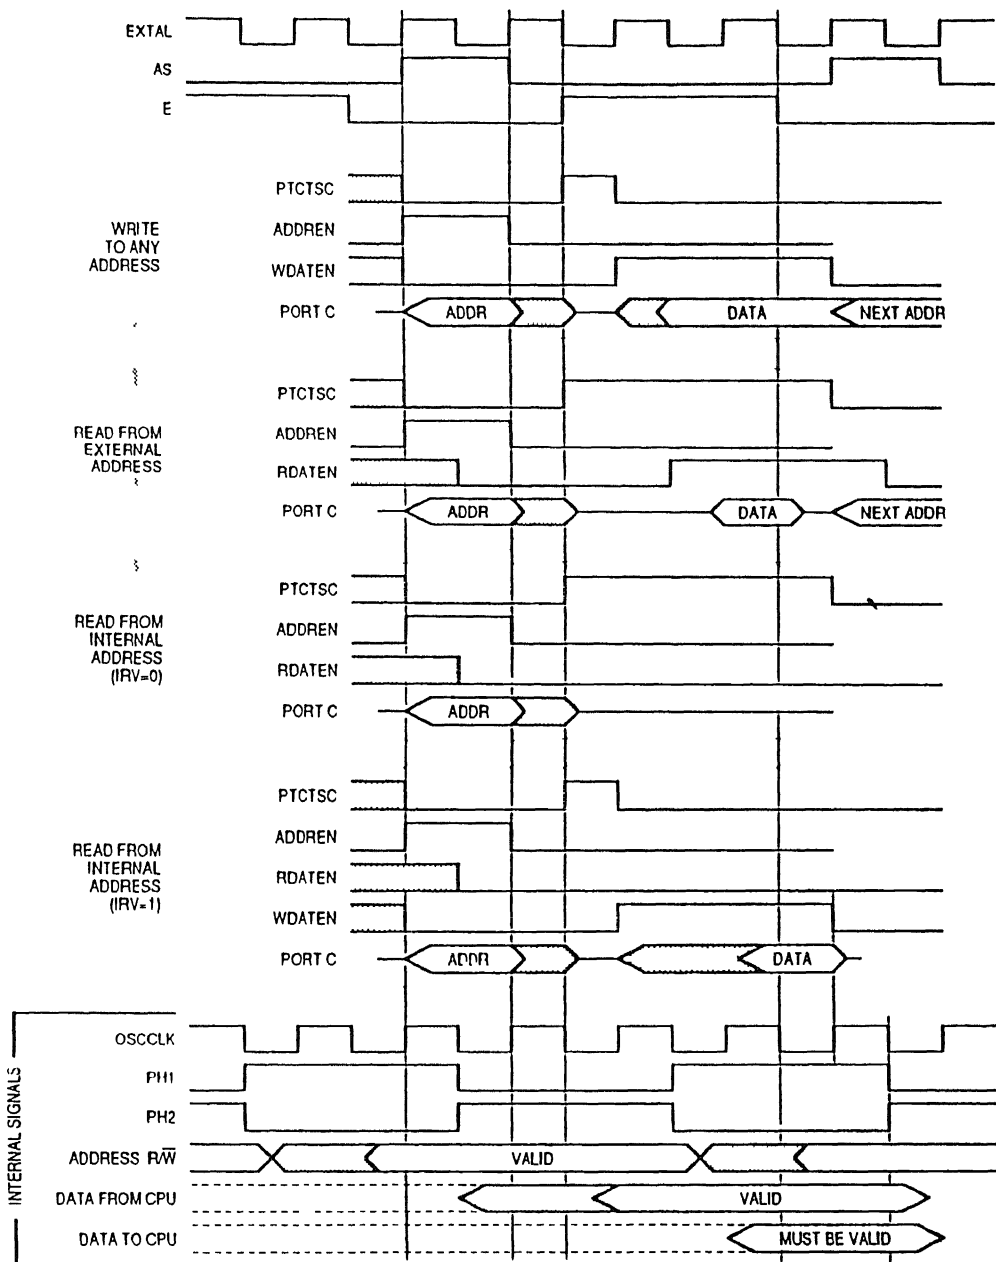 EXTAL
AS
E
WRITE
TO ANY
ADDRESS
PTCTSC
ADDREN
WDATEN
PORT C
ADDR
DATA
NEXT ADDR
READ FROM
EXTERNAL
ADDRESS
PTCTSC
ADDREN
RDATEN
PORT C
ADDR
DATA
NEXT ADDR
READ FROM
INTERNAL
ADDRESS
(IRV=0)
PTCTSC
ADDREN
RDATEN
PORT C
ADDR
READ FROM
INTERNAL
ADDRESS
(IRV=1)
PTCTSC
ADDREN
RDATEN
WDATEN
PORT C
ADDR
DATA
INTERNAL SIGNALS
OSCCLK
PH1
PH2
ADDRESS R/W̅
VALID
DATA FROM CPU
VALID
DATA TO CPU
MUST BE VALID